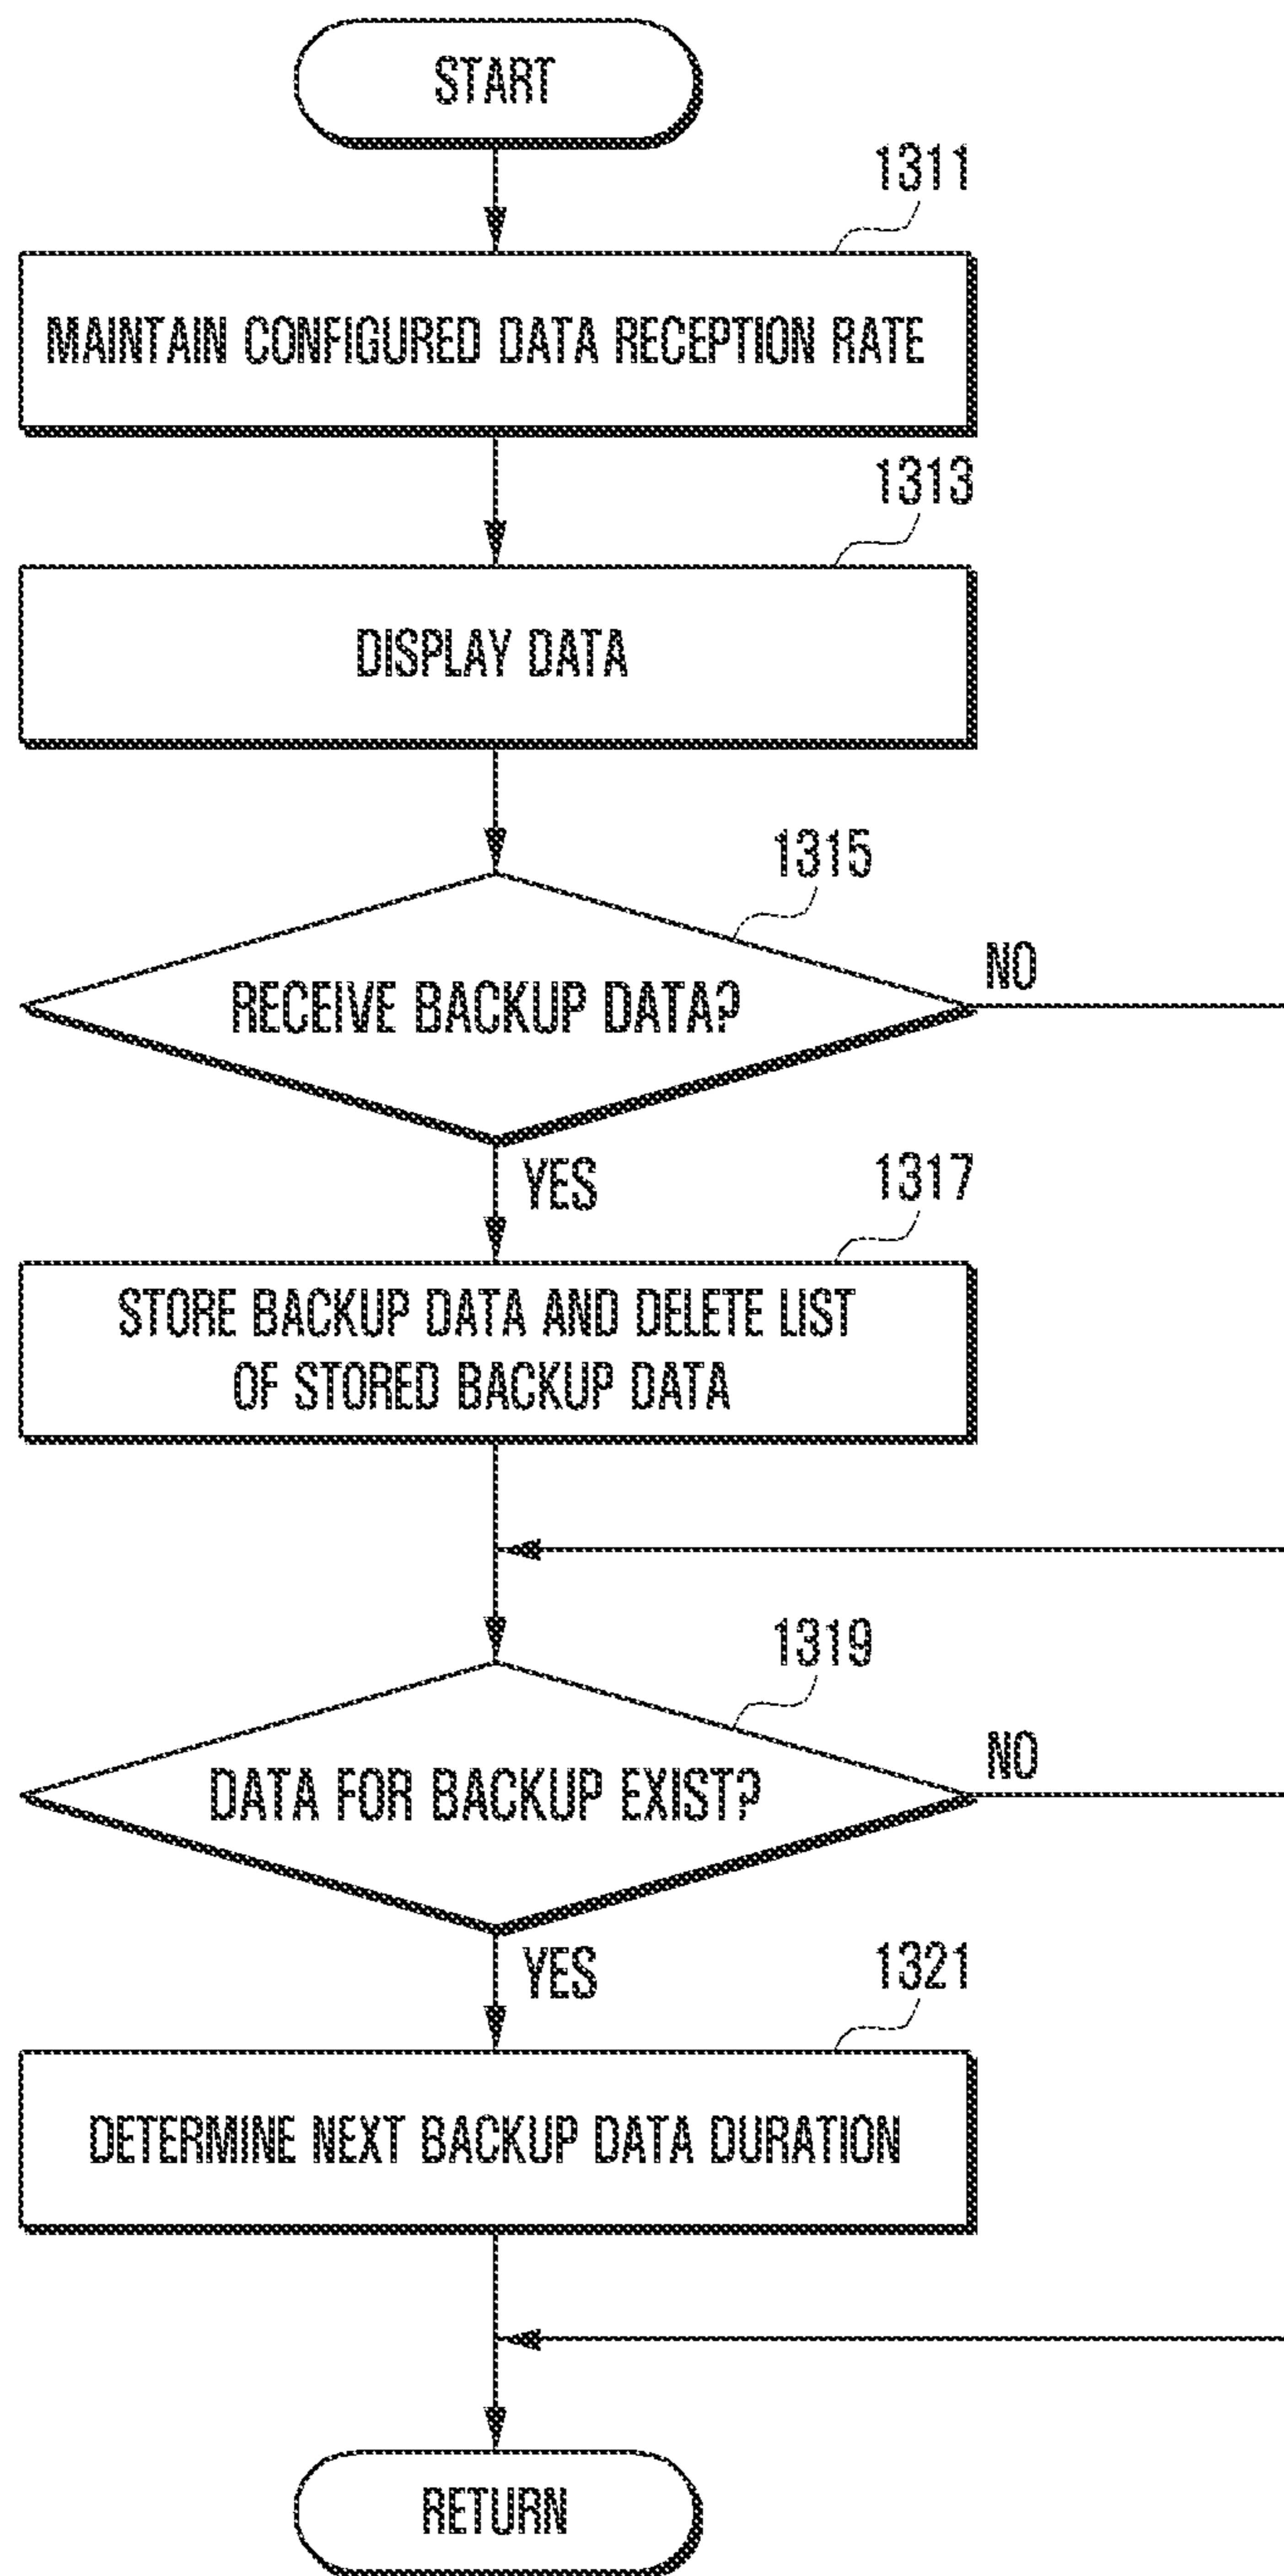 START
1311
MAINTAIN CONFIGURED DATA RECEPTION RATE
1313
DISPLAY DATA
1315
RECEIVE BACKUP DATA?
NO
YES
1317
STORE BACKUP DATA AND DELETE LIST
OF STORED BACKUP DATA
1319
DATA FOR BACKUP EXIST?
NO
YES
1321
DETERMINE NEXT BACKUP DATA DURATION
RETURN